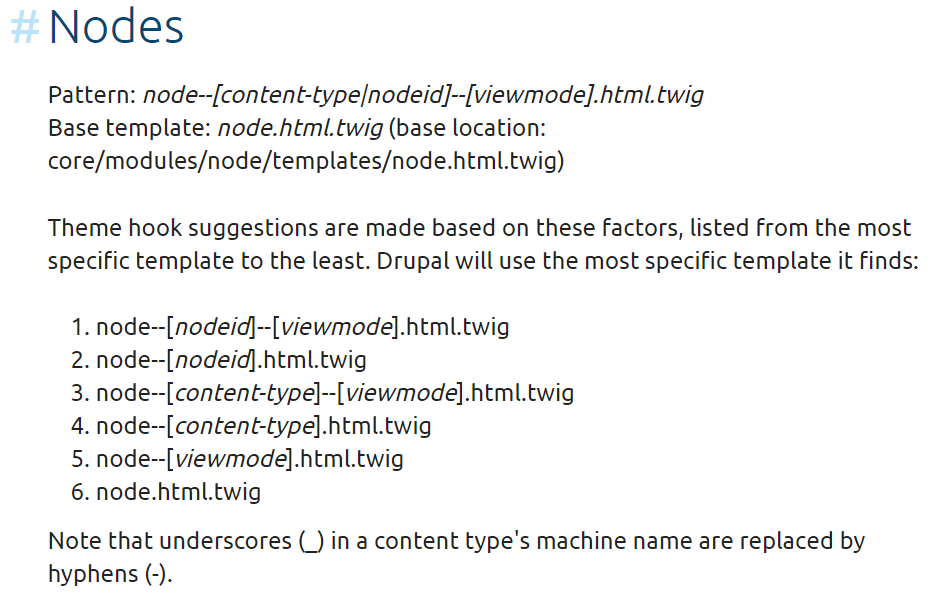 # Nodes
Pattern: node--[content-type|nodeid]--[viewmode].html.twig
Base template: node.html.twig (base location:
core/modules/node/templates/node.html.twig)
Theme hook suggestions are made based on these factors, listed from the most
specific template to the least. Drupal will use the most specific template it finds:
1. node--[nodeid]--[viewmode].html.twig
2. node--[nodeid].html.twig
3. node--[content-type]--[viewmode].html.twig
4. node--[content-type].html.twig
5. node--[viewmode].html.twig
6. node.html.twig
Note that underscores (_) in a content type's machine name are replaced by
hyphens (-).